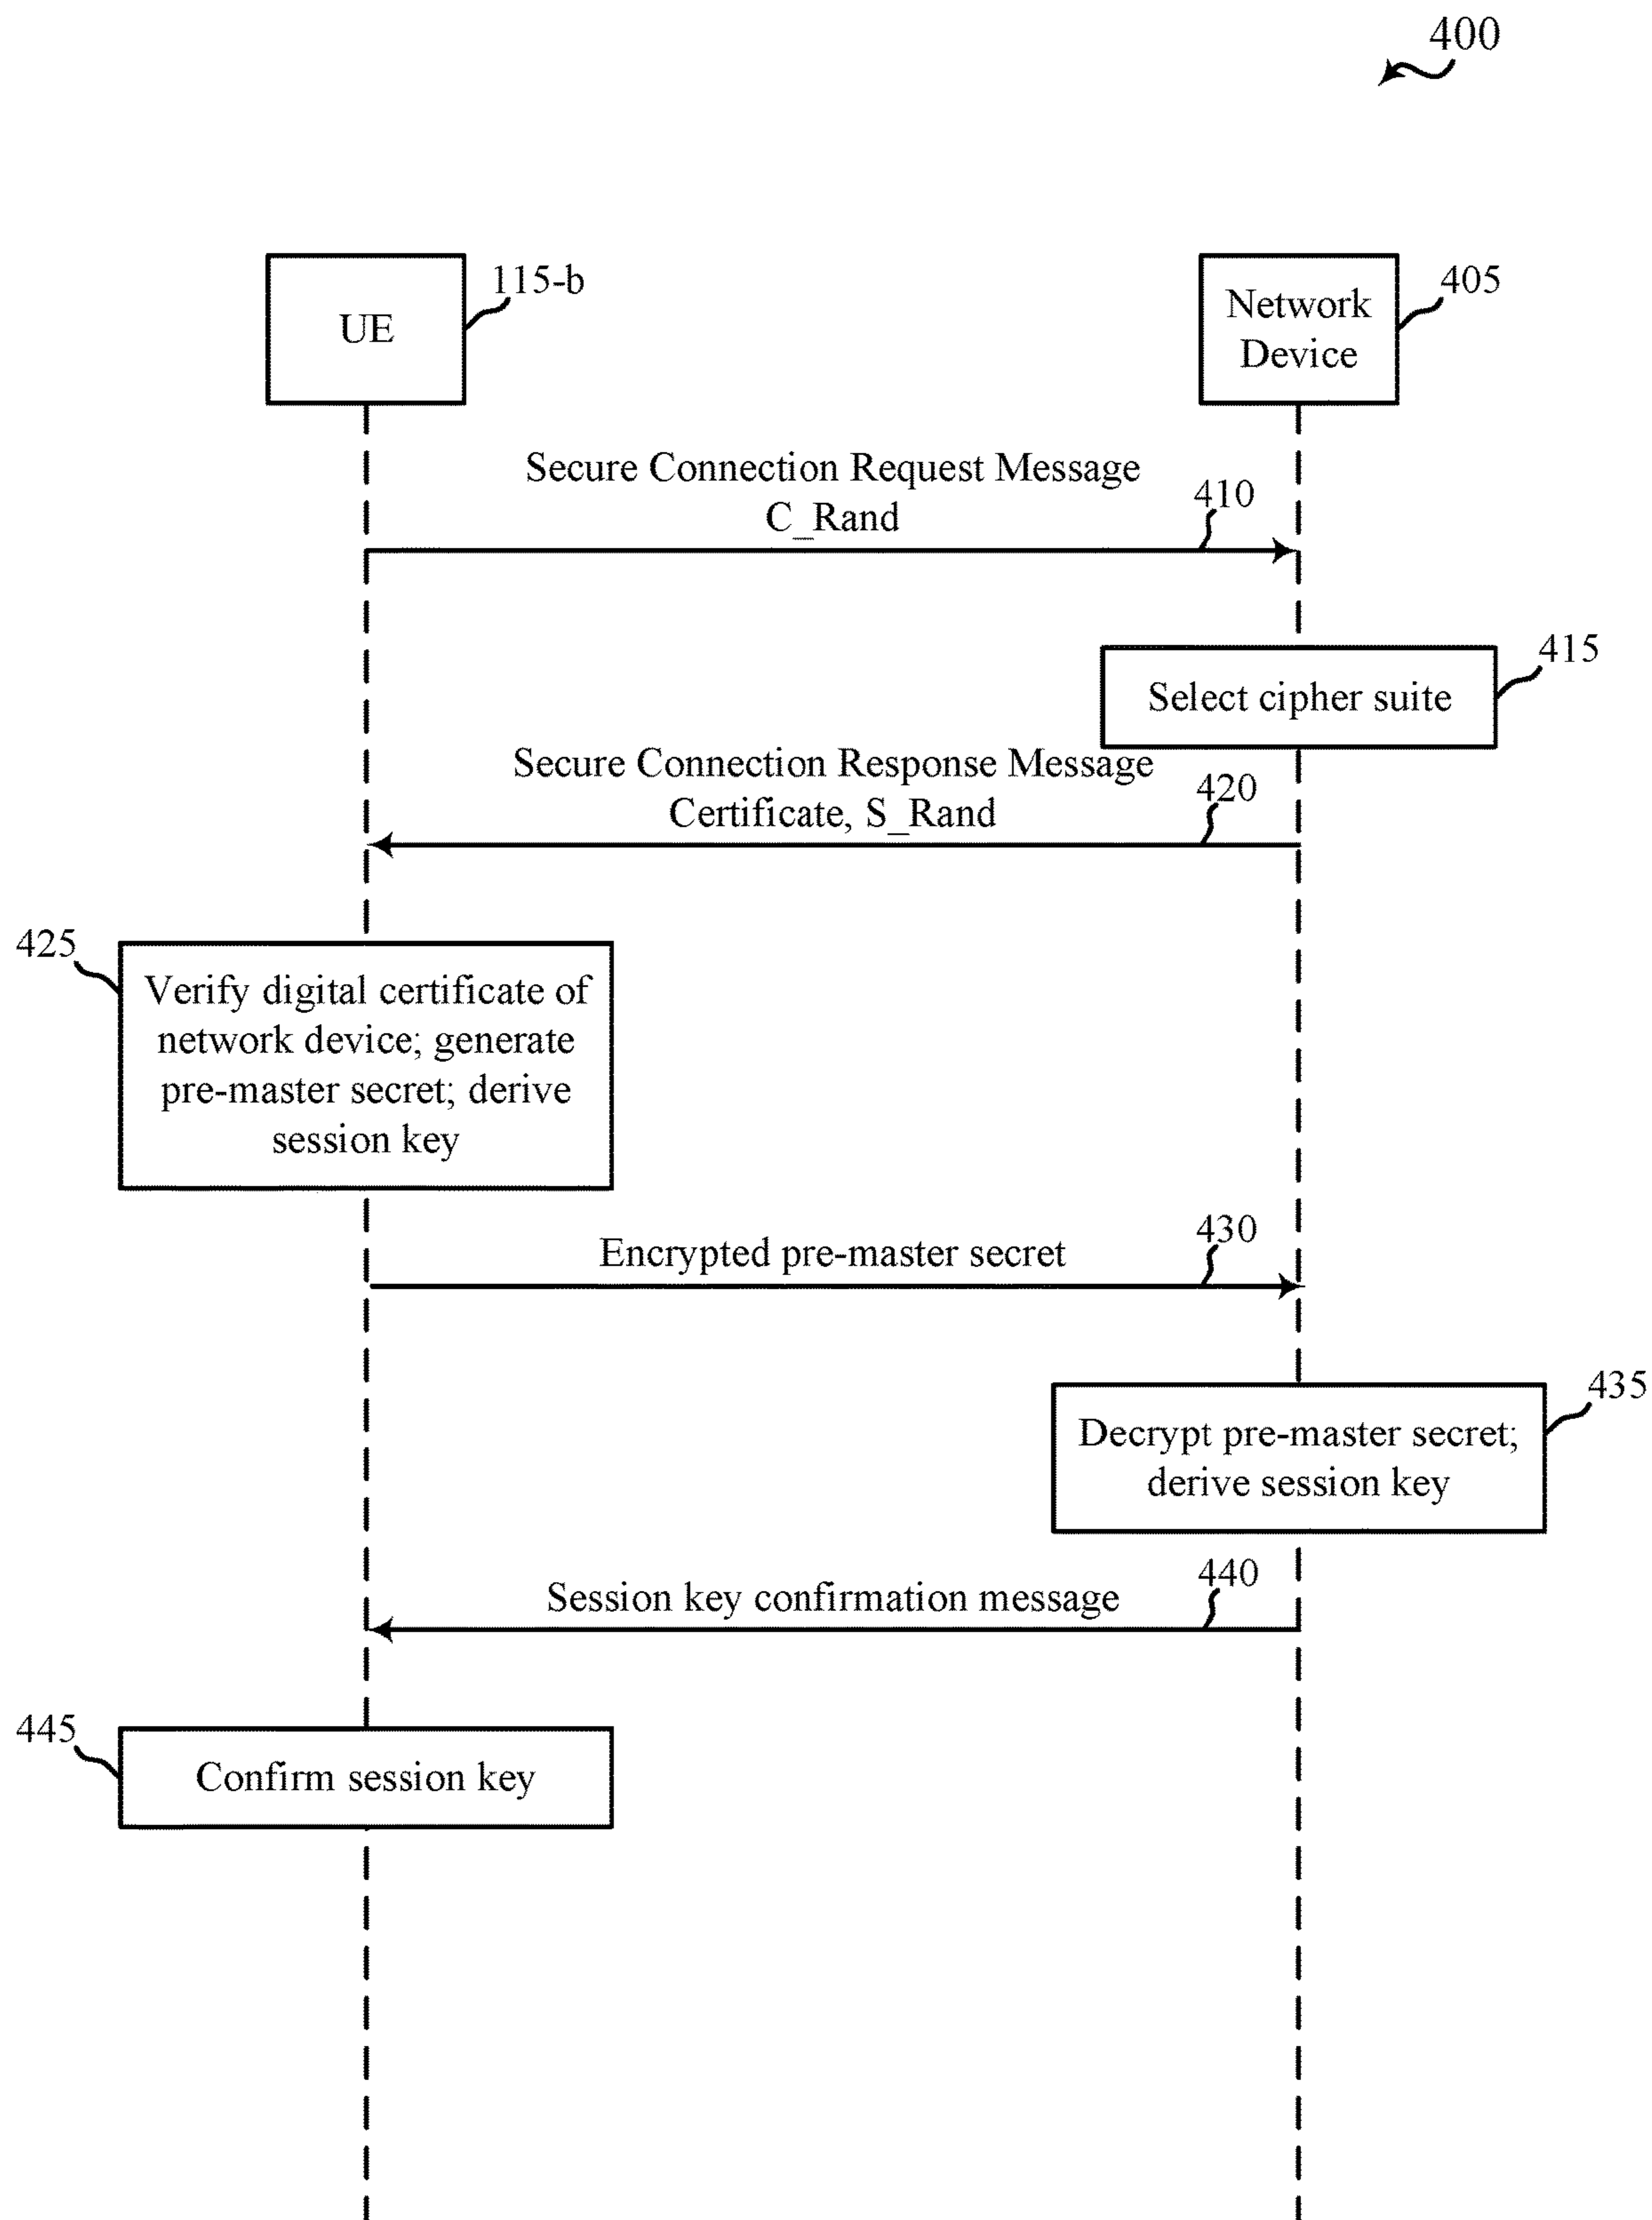 400
UE
115-b
Network
Device
405
Secure Connection Request Message
C_Rand
410
Select cipher suite
415
Secure Connection Response Message
Certificate, S_Rand
420
425
Verify digital certificate of
network device; generate
pre-master secret; derive
session key
Encrypted pre-master secret
430
Decrypt pre-master secret;
derive session key
435
Session key confirmation message
440
445
Confirm session key